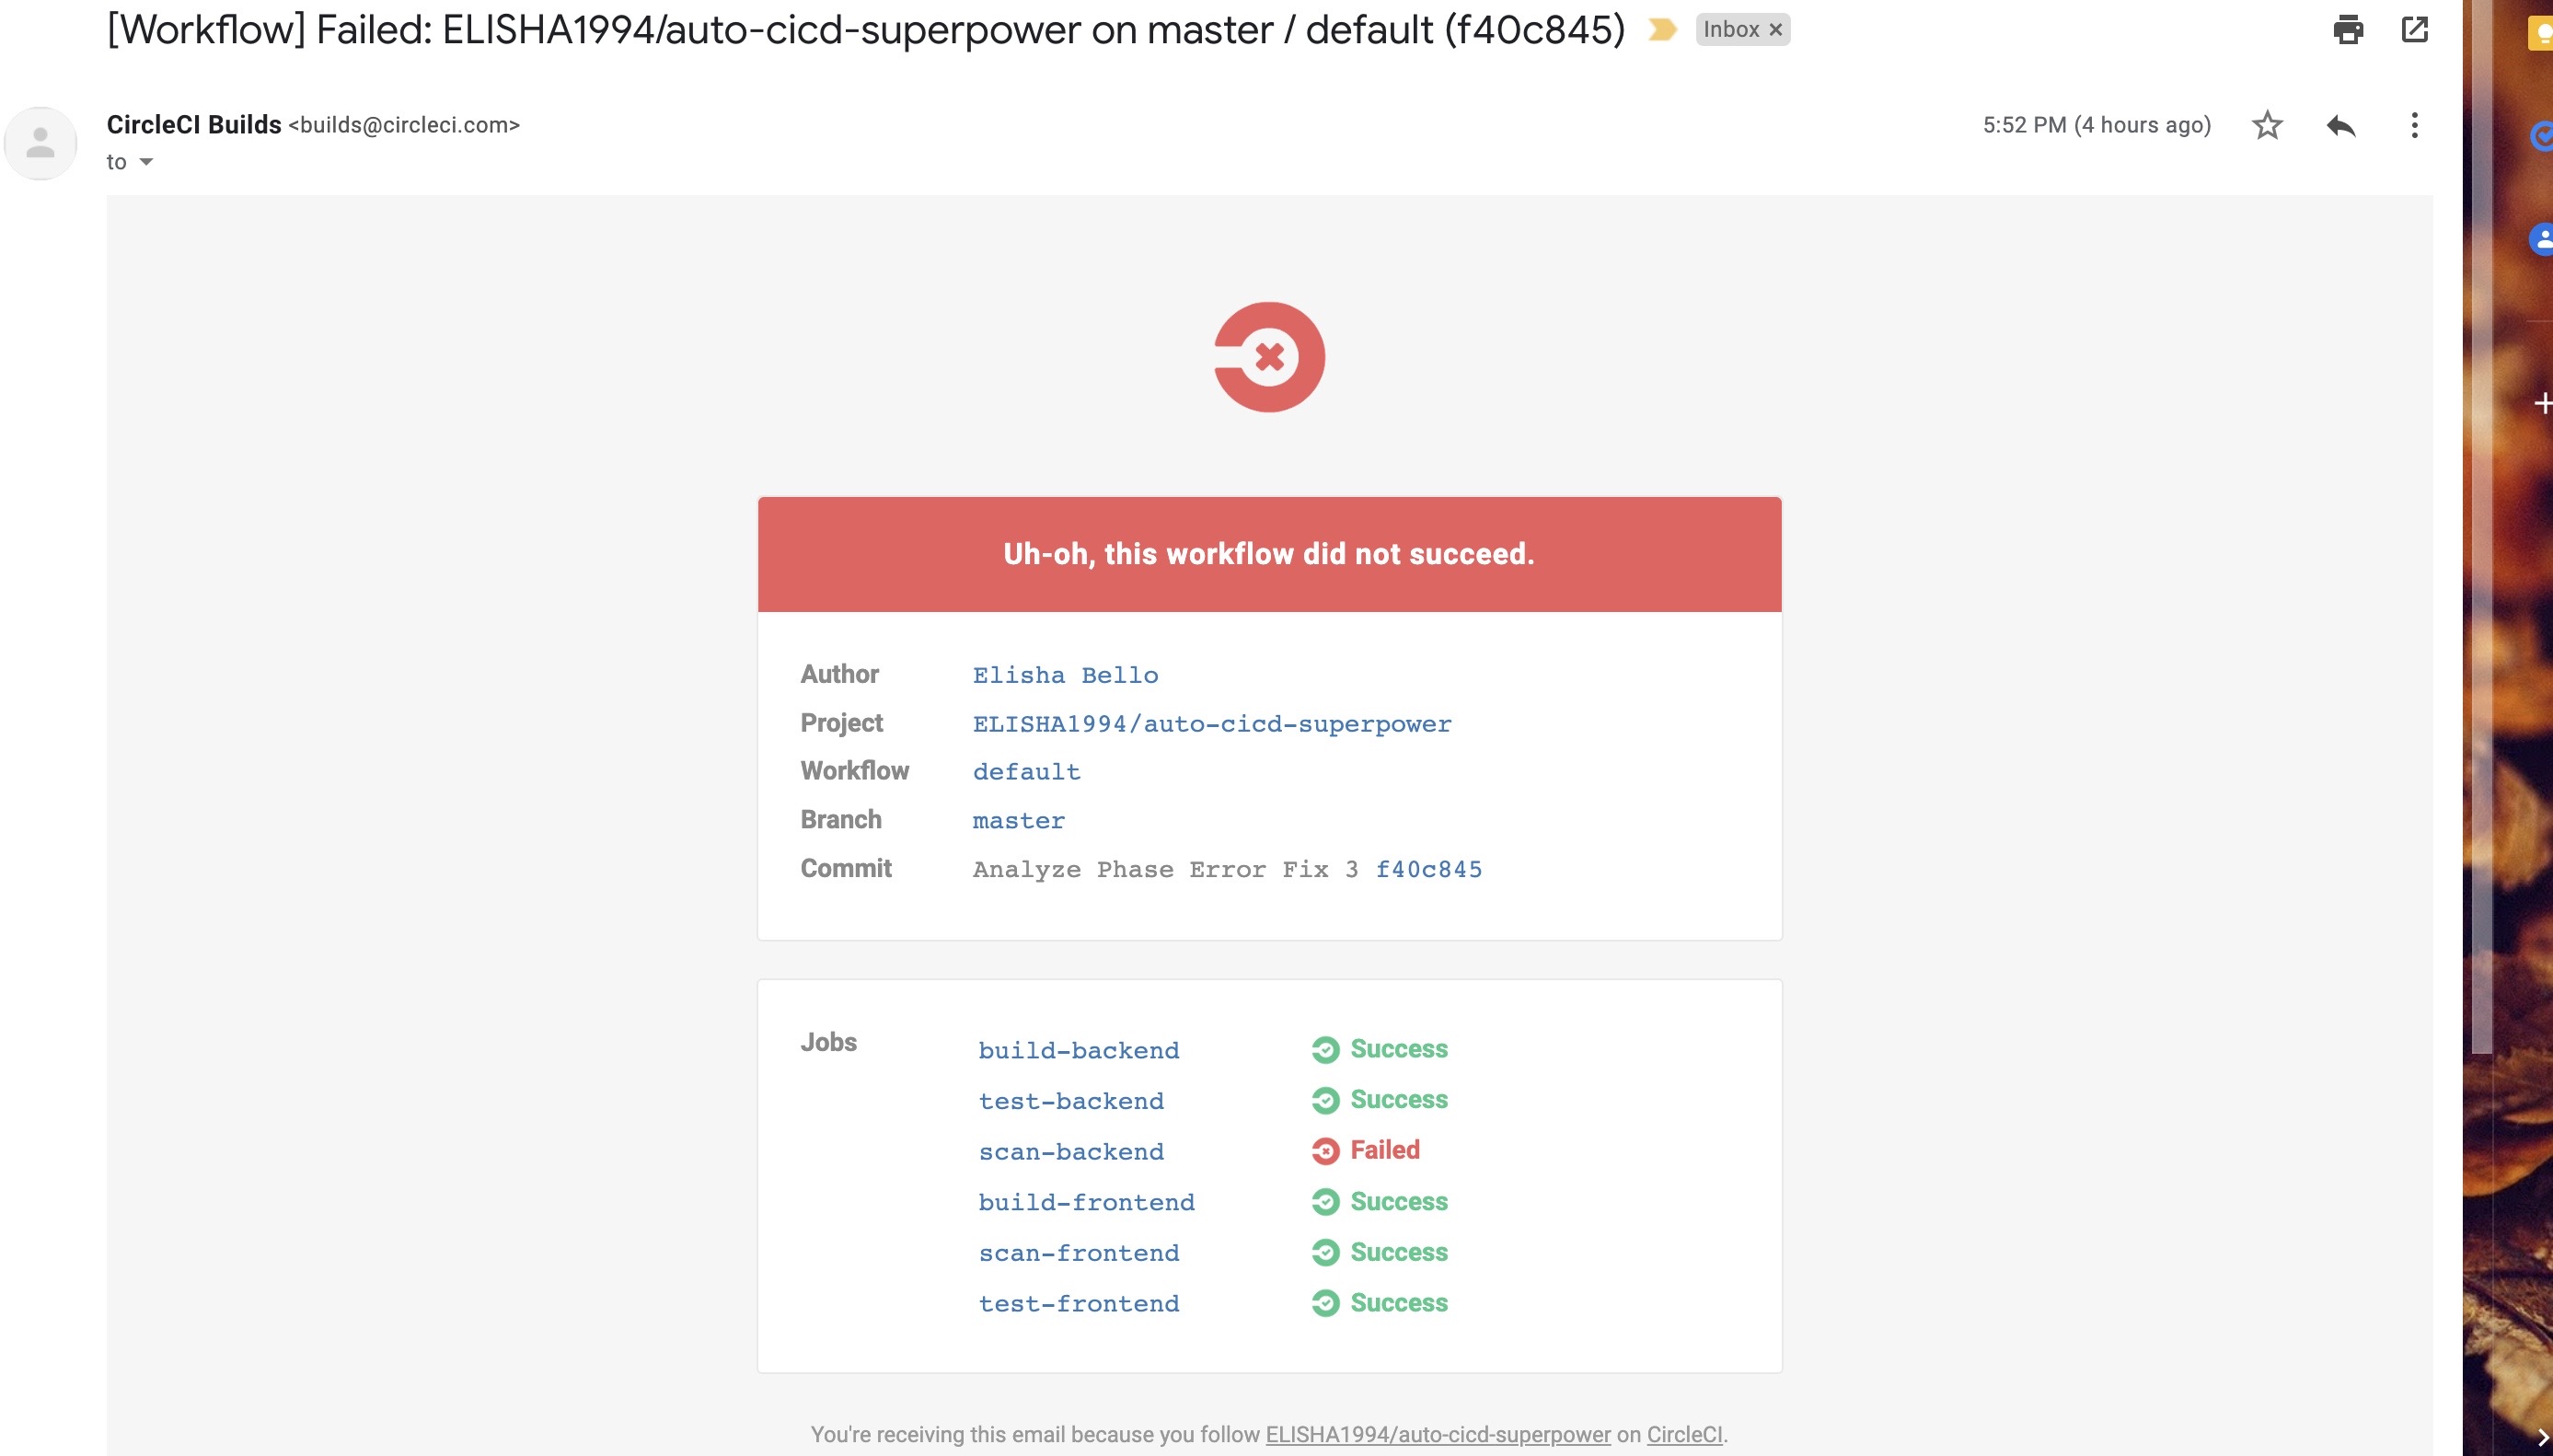 [Workflow] Failed: ELISHA1994/auto-cicd-superpower on master / default (f40c845) Inbox ×
CircleCI Builds <builds@circleci.com> 5:52 PM (4 hours ago)
to
Uh-oh, this workflow did not succeed.
Author Elisha Bello
Project ELISHA1994/auto-cicd-superpower
Workflow default
Branch master
Commit Analyze Phase Error Fix 3 f40c845
Jobs build-backend Success
test-backend Success
scan-backend Failed
build-frontend Success
scan-frontend Success
test-frontend Success
You're receiving this email because you follow ELISHA1994/auto-cicd-superpower on CircleCI.